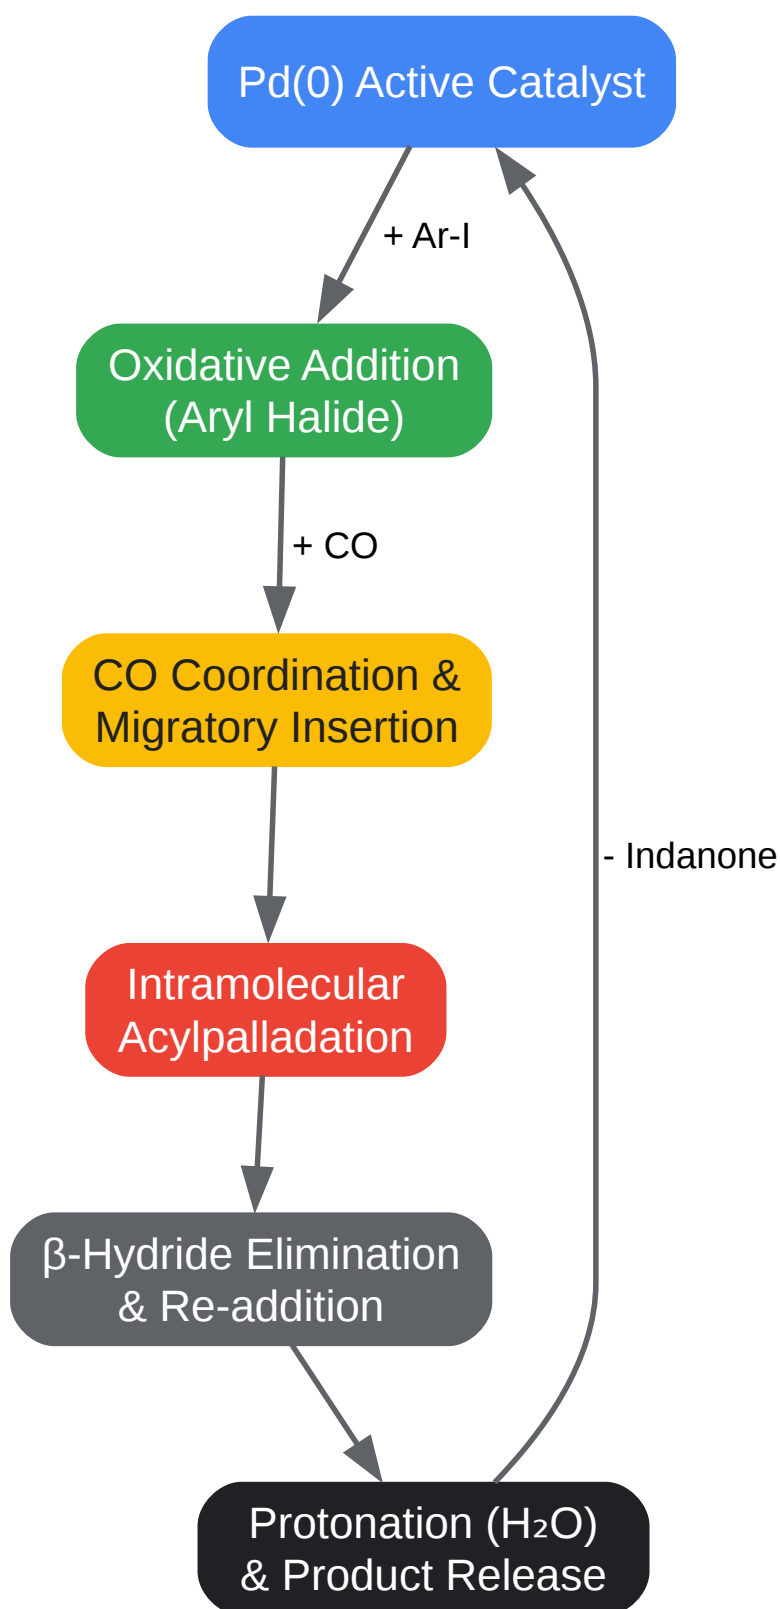 Pd(0) Active Catalyst
+ Ar-I
Oxidative Addition
(Aryl Halide)
+ CO
CO Coordination &
Migratory Insertion
- Indanone
Intramolecular
Acylpalladation
β-Hydride Elimination
& Re-addition
Protonation (H₂O)
& Product Release